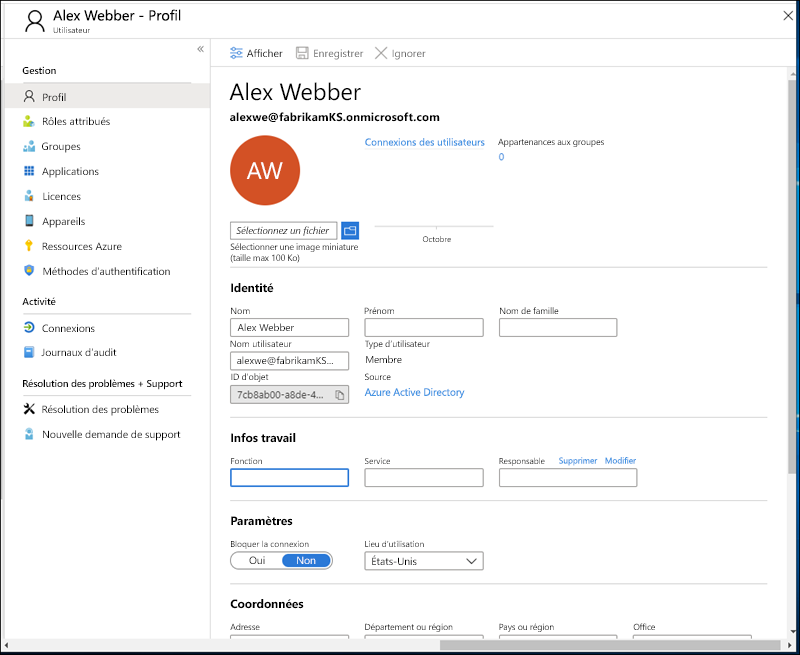 Alex Webber - Profil
Utilisateur
«
Gestion
Profil
Rôles attribués
Groupes
Applications
Licences
Appareils
Ressources Azure
Méthodes d'authentification
Activité
Connexions
Journaux d'audit
Résolution des problèmes + Support
Résolution des problèmes
Nouvelle demande de support
Afficher Enregistrer Ignorer
Alex Webber
alexwe@fabrikamKS.onmicrosoft.com
AW
Connexions des utilisateurs
Appartenances aux groupes
0
Sélectionnez un fichier
Sélectionner une image miniature
(taille max 100 Ko)
Octobre
Identité
Nom Prénom Nom de famille
Alex Webber
Nom utilisateur Type d'utilisateur
alexwe@fabrikamKS... Membre
ID d'objet Source
7cb8ab00-a8de-4... Azure Active Directory
Infos travail
Fonction Service Responsable Supprimer Modifier
Paramètres
Bloquer la connexion Lieu d'utilisation
Oui Non États-Unis
Coordonnées
Adresse Département ou région Pays ou région Office